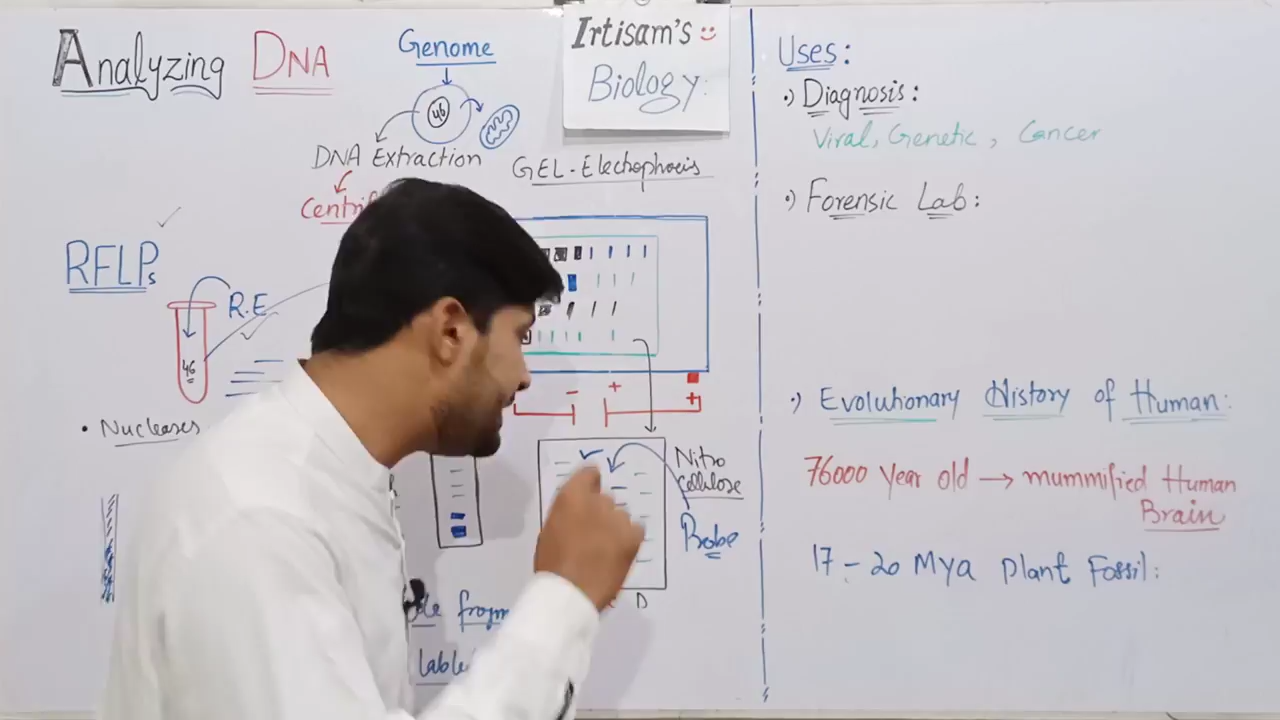 Analyzing DNA
Genome
46
DNA Extraction
GEL-Electrophoris
RFLPs
R.E
46
• Nucleases
- +
+
Nitro
Cellulose
Probe
D
Irtisam's
Biology:
Uses:
•) Diagnosis:
Viral, Genetic, Cancer
•) Forensic Lab:
•) Evolutionary History of Human:
76000 Year old → mummified Human
Brain
17 - 20 Mya Plant Fossil: